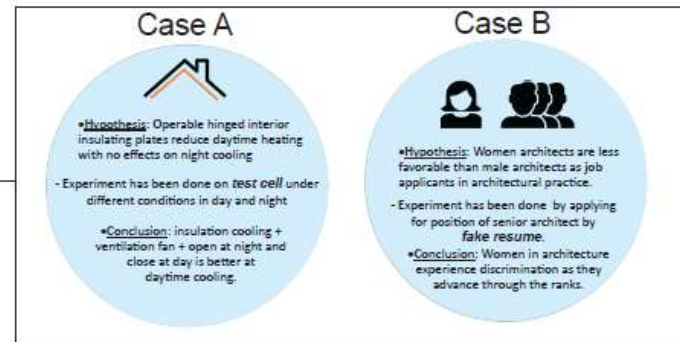 Case A
•Hypothesis: Operable hinged interior
insulating plates reduce daytime heating
with no effects on night cooling
- Experiment has been done on test cell under
different conditions in day and night
•Conclusion: insulation cooling +
ventilation fan + open at night and
close at day is better at
daytime cooling.
Case B
•Hypothesis: Women architects are less
favorable than male architects as job
applicants in architectural practice.
- Experiment has been done by applying
for position of senior architect by
fake resume.
•Conclusion: Women in architecture
experience discrimination as they
advance through the ranks.